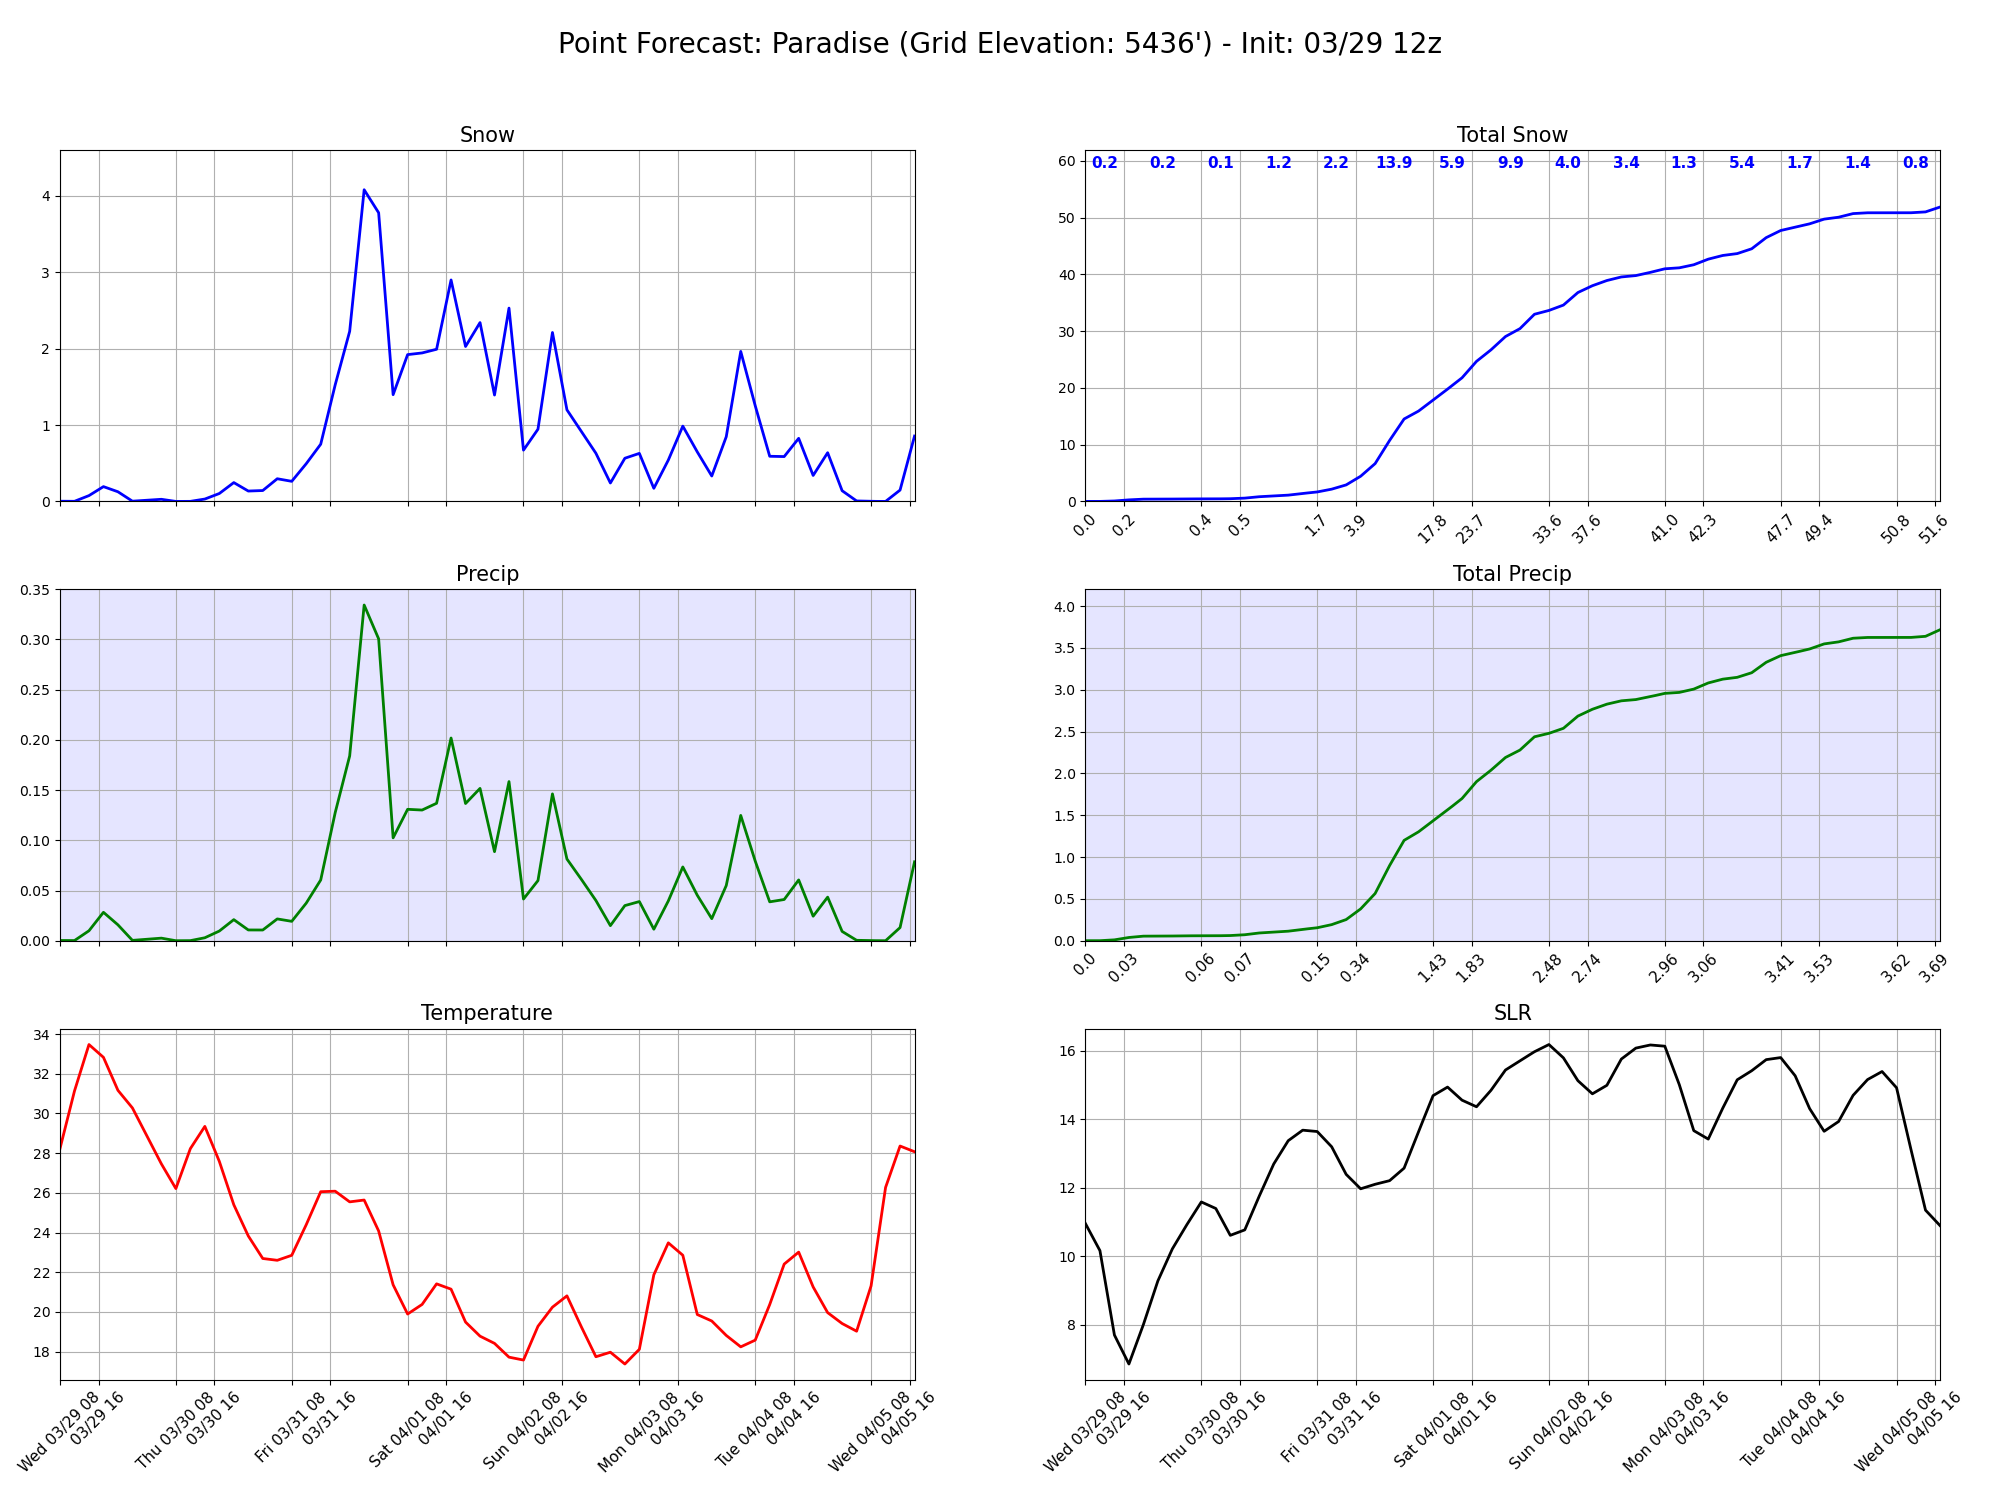 Point Forecast: Paradise (Grid Elevation: 5436') - Init: 03/29 12z
Snow
4
3
2
1
0
Total Snow
0.2 0.2 0.1 1.2 2.2 13.9 5.9 9.9 4.0 3.4 1.3 5.4 1.7 1.4 0.8
60
50
40
30
20
10
0
0.0 0.2 0.4 0.5 1.7 3.9 17.8 23.7 33.6 37.6 41.0 42.3 47.7 49.4 50.8 51.6
Precip
0.35
0.30
0.25
0.20
0.15
0.10
0.05
0.00
Total Precip
4.0
3.5
3.0
2.5
2.0
1.5
1.0
0.5
0.0
0.0 0.03 0.06 0.07 0.15 0.34 1.43 1.83 2.48 2.74 2.96 3.06 3.41 3.53 3.62 3.69
Temperature
34
32
30
28
26
24
22
20
18
Wed 03/29 08
03/29 16
Thu 03/30 08
03/30 16
Fri 03/31 08
03/31 16
Sat 04/01 08
04/01 16
Sun 04/02 08
04/02 16
Mon 04/03 08
04/03 16
Tue 04/04 08
04/04 16
Wed 04/05 08
04/05 16
SLR
16
14
12
10
8
Wed 03/29 08
03/29 16
Thu 03/30 08
03/30 16
Fri 03/31 08
03/31 16
Sat 04/01 08
04/01 16
Sun 04/02 08
04/02 16
Mon 04/03 08
04/03 16
Tue 04/04 08
04/04 16
Wed 04/05 08
04/05 16